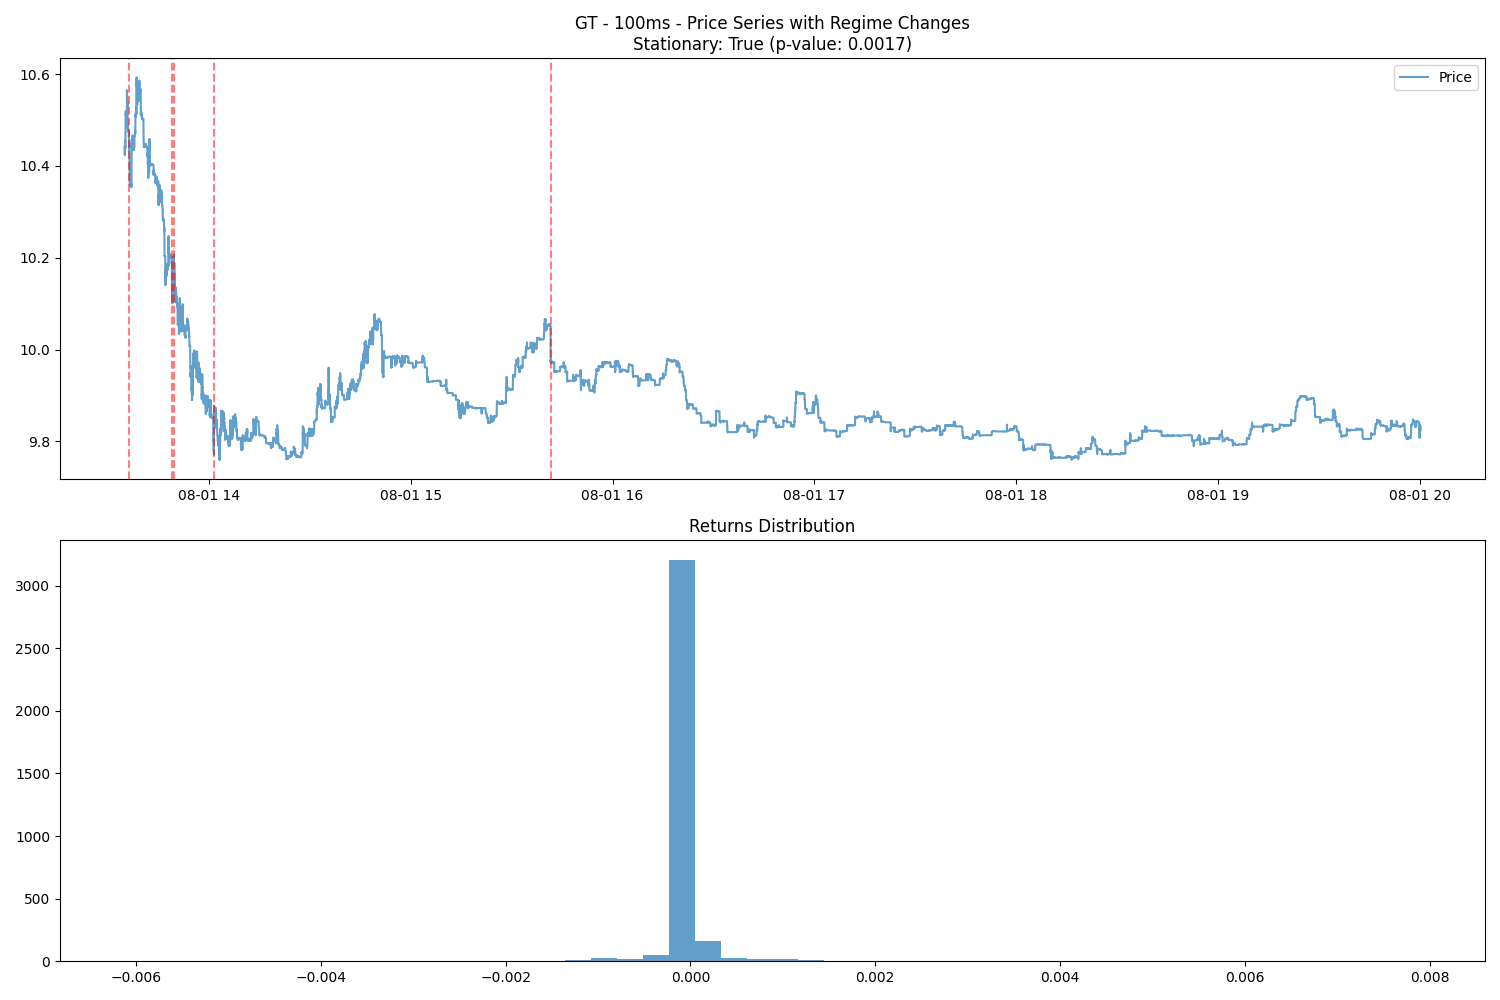 GT - 100ms - Price Series with Regime Changes
Stationary: True (p-value: 0.0017)
Price
10.6
10.4
10.2
10.0
9.8
08-01 14 08-01 15 08-01 16 08-01 17 08-01 18 08-01 19 08-01 20
Returns Distribution
3000
2500
2000
1500
1000
500
0
−0.006 −0.004 −0.002 0.000 0.002 0.004 0.006 0.008